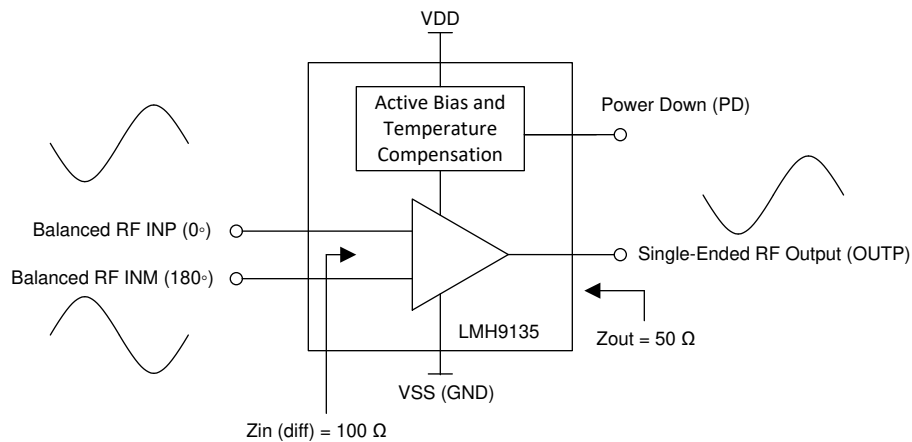 VDD
Active Bias and
Temperature
Compensation
Power Down (PD)
Balanced RF INP (0◦)
Single-Ended RF Output (OUTP)
Balanced RF INM (180◦)
LMH9135
Zout = 50 Ω
VSS (GND)
Zin (diff) = 100 Ω